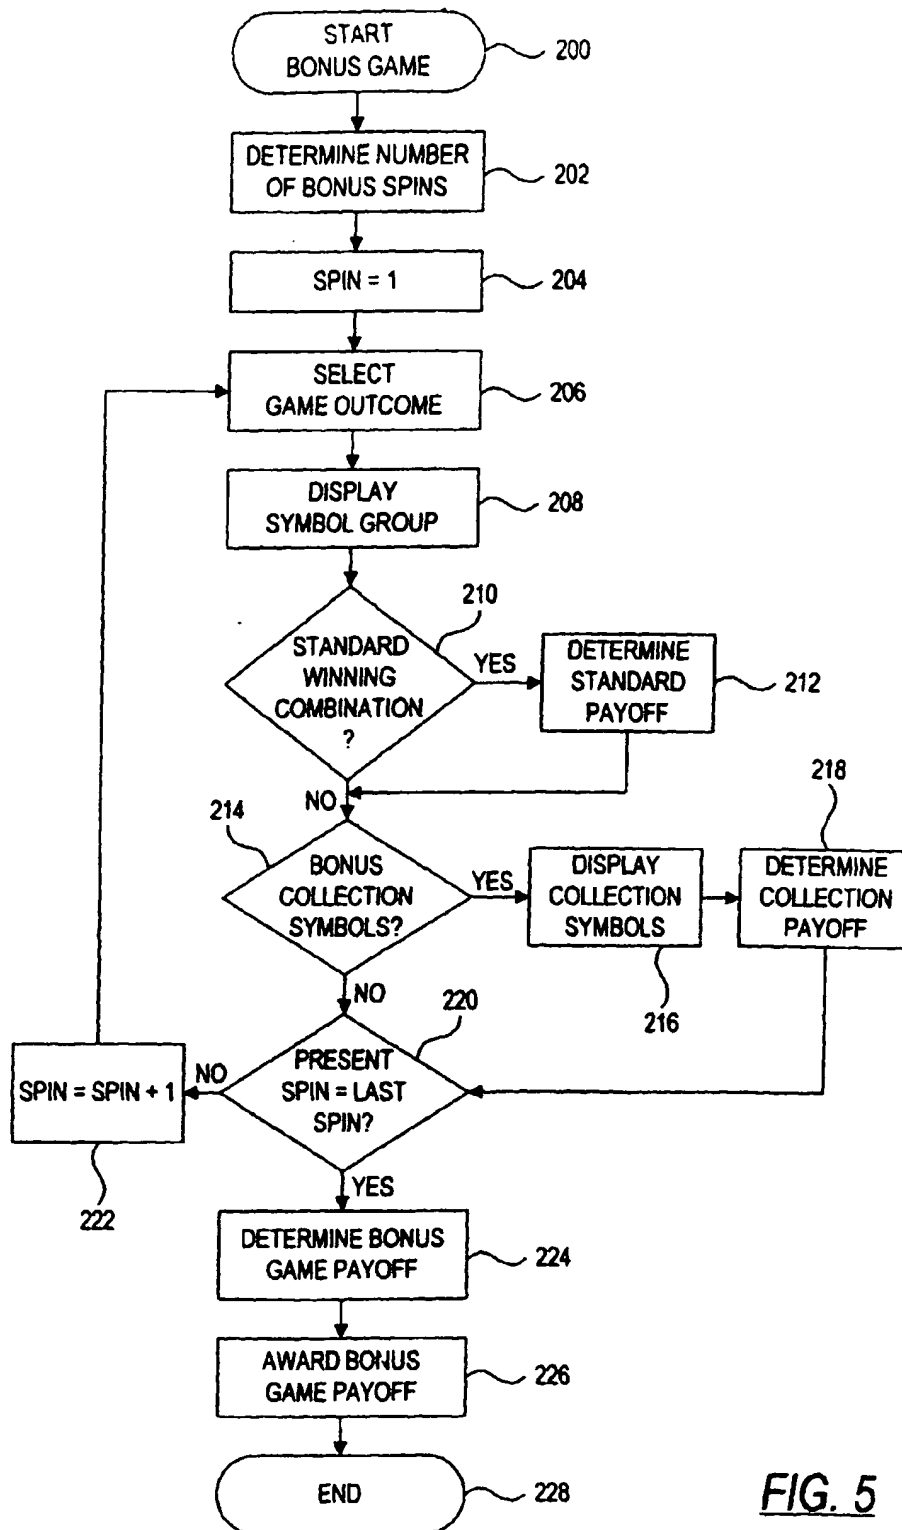 START
BONUS GAME
200
DETERMINE NUMBER
OF BONUS SPINS
202
SPIN = 1
204
SELECT
GAME OUTCOME
206
DISPLAY
SYMBOL GROUP
208
210
STANDARD
WINNING
COMBINATION
?
YES
DETERMINE
STANDARD
PAYOFF
212
NO
214
BONUS
COLLECTION
SYMBOLS?
YES
DISPLAY
COLLECTION
SYMBOLS
216
218
DETERMINE
COLLECTION
PAYOFF
NO
220
PRESENT
SPIN = LAST
SPIN?
NO
SPIN = SPIN + 1
222
YES
DETERMINE BONUS
GAME PAYOFF
224
AWARD BONUS
GAME PAYOFF
226
END
228
FIG. 5